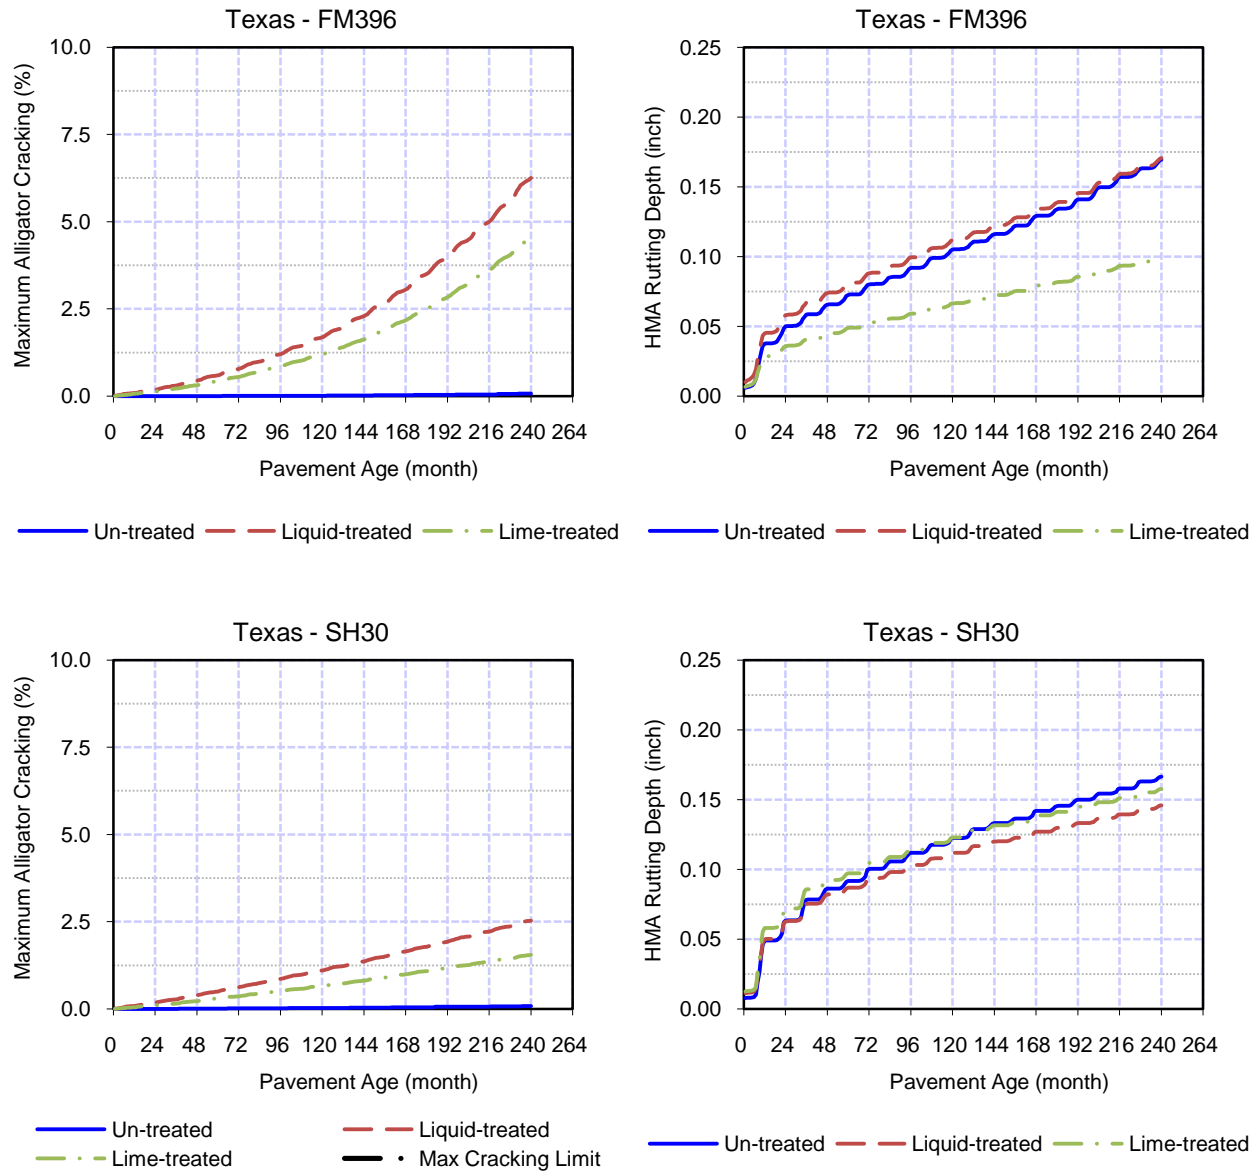 Texas - FM396
Maximum Alligator Cracking (%)
10.0
7.5
5.0
2.5
0.0
0 24 48 72 96 120 144 168 192 216 240 264
Pavement Age (month)
Un-treated Liquid-treated Lime-treated
Texas - FM396
HMA Rutting Depth (inch)
0.25
0.20
0.15
0.10
0.05
0.00
0 24 48 72 96 120 144 168 192 216 240 264
Pavement Age (month)
Un-treated Liquid-treated Lime-treated
Texas - SH30
Maximum Alligator Cracking (%)
10.0
7.5
5.0
2.5
0.0
0 24 48 72 96 120 144 168 192 216 240 264
Pavement Age (month)
Un-treated Liquid-treated
Lime-treated Max Cracking Limit
Texas - SH30
HMA Rutting Depth (inch)
0.25
0.20
0.15
0.10
0.05
0.00
0 24 48 72 96 120 144 168 192 216 240 264
Pavement Age (month)
Un-treated Liquid-treated Lime-treated